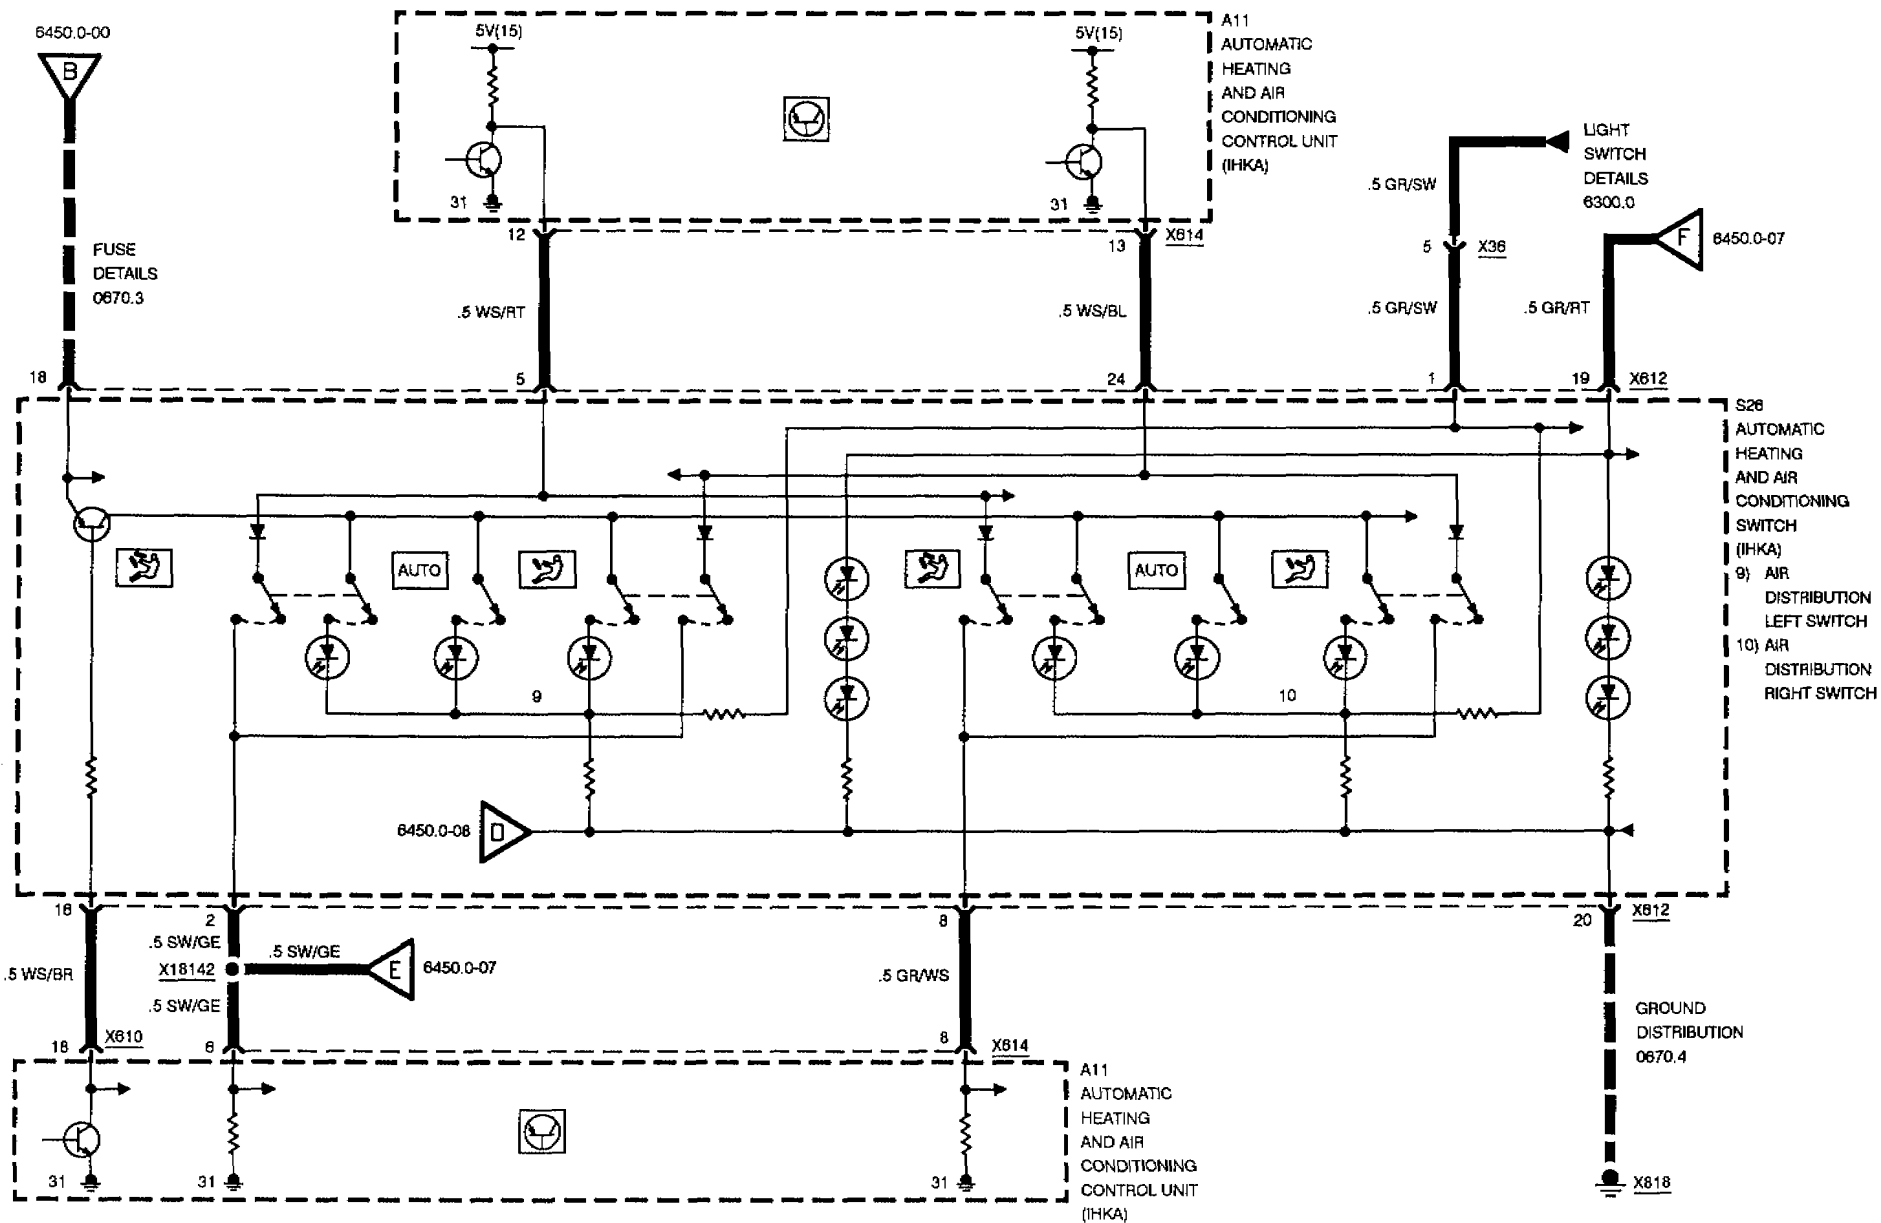 6450.0-00
B
5V(15)
5V(15)
A11
AUTOMATIC
HEATING
AND AIR
CONDITIONING
CONTROL UNIT
(IHKA)
31
31
LIGHT
SWITCH
DETAILS
6300.0
.5 GR/SW
12
13
X614
5
X36
F
6450.0-07
FUSE
DETAILS
0670.3
.5 WS/RT
.5 WS/BL
.5 GR/SW
.5 GR/RT
18
5
24
1
19
X612
S26
AUTOMATIC
HEATING
AND AIR
CONDITIONING
SWITCH
(IHKA)
9) AIR
DISTRIBUTION
LEFT SWITCH
10) AIR
DISTRIBUTION
RIGHT SWITCH
AUTO
AUTO
9
10
6450.0-08
D
16
2
8
20
X612
.5 SW/GE
.5 SW/GE
.5 WS/BR
X18142
E
6450.0-07
.5 GR/WS
.5 SW/GE
GROUND
DISTRIBUTION
0670.4
18
X610
6
8
X614
A11
AUTOMATIC
HEATING
AND AIR
CONDITIONING
CONTROL UNIT
(IHKA)
31
31
31
X818